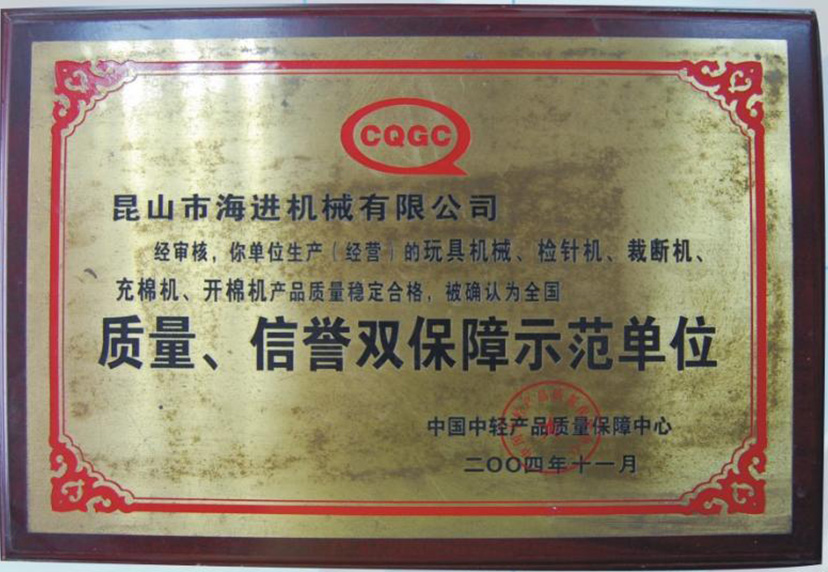 CQGC
昆山市海进机械有限公司
经审核，你单位生产（经营）的玩具机械、检针机、裁断机、
充棉机、开棉机产品质量稳定合格，被确认为全国
质量、信誉双保障示范单位
中国中轻产品质量保障中心
二〇〇四年十一月